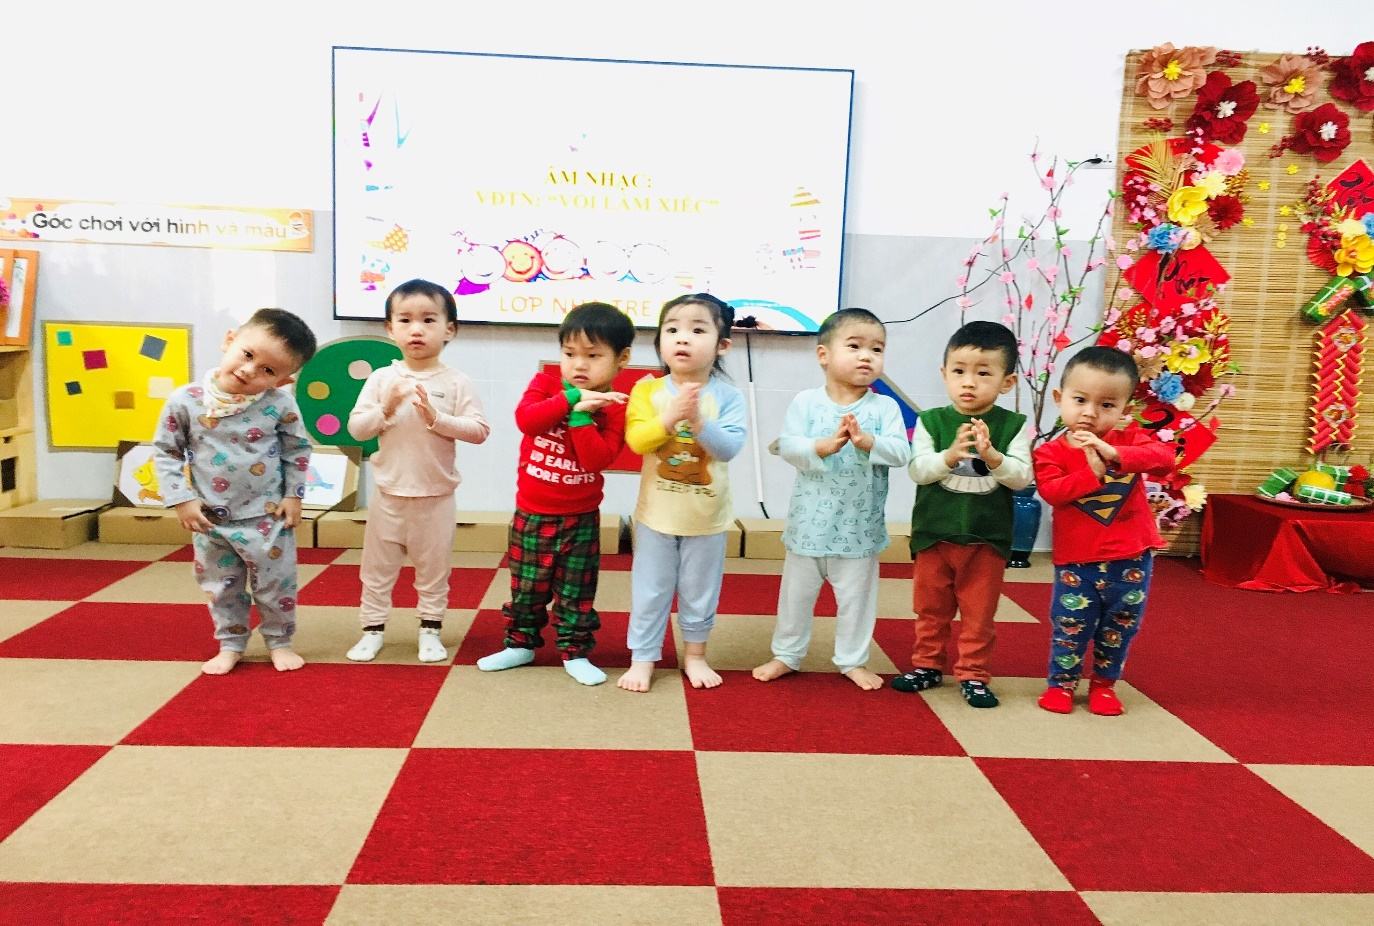 ÂM NHẠC:
VĐTN: “VOI LÀM XIẾC”
Góc chơi với hình và màu
LỚP NHÀ TRẺ
GIFTS
UP EARLY
MORE GIFTS